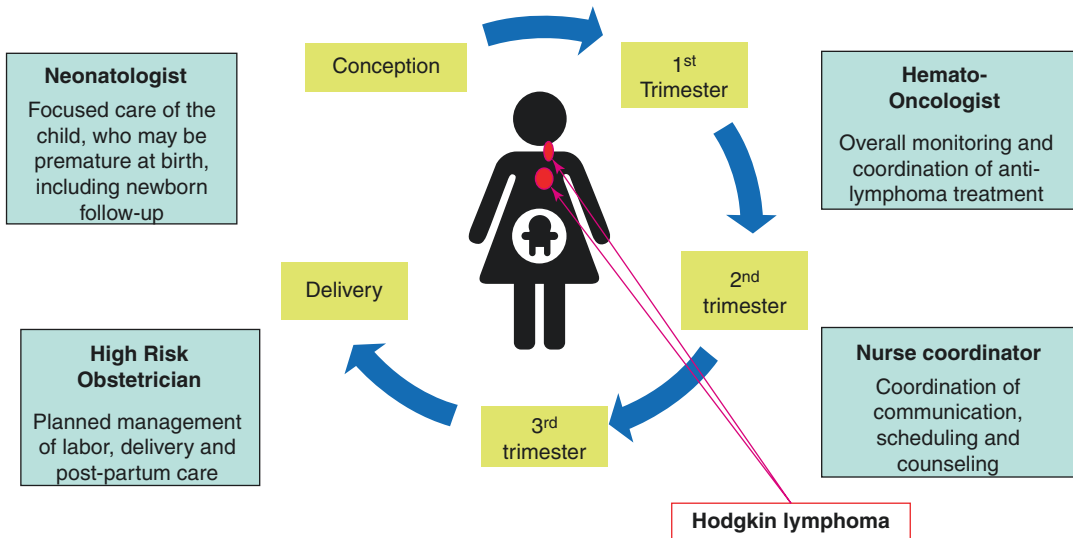 Conception
1st
Trimester
2nd
trimester
3rd
trimester
Delivery
Neonatologist
Focused care of the
child, who may be
premature at birth,
including newborn
follow-up
Hemato-
Oncologist
Overall monitoring and
coordination of anti-
lymphoma treatment
High Risk
Obstetrician
Planned management
of labor, delivery and
post-partum care
Nurse coordinator
Coordination of
communication,
scheduling and
counseling
Hodgkin lymphoma